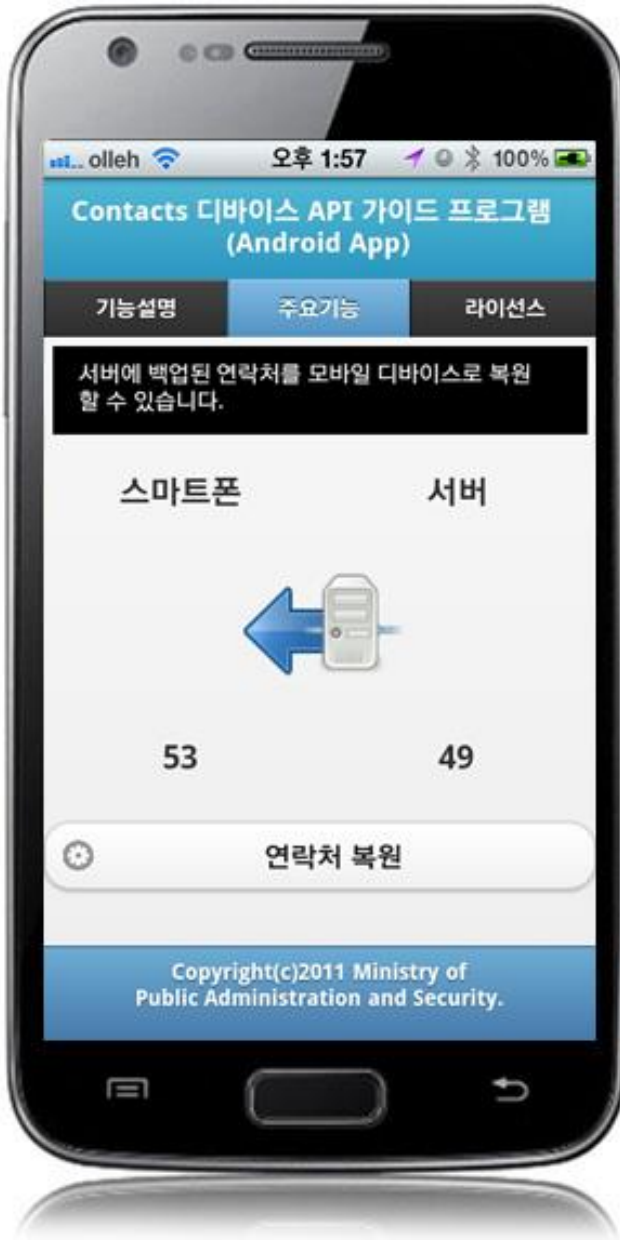 olleh 오후 1:57 100%
Contacts 디바이스 API 가이드 프로그램
(Android App)
기능설명 주요기능 라이선스
서버에 백업된 연락처를 모바일 디바이스로 복원
할 수 있습니다.
스마트폰 서버
53 49
연락처 복원
Copyright(c)2011 Ministry of
Public Administration and Security.